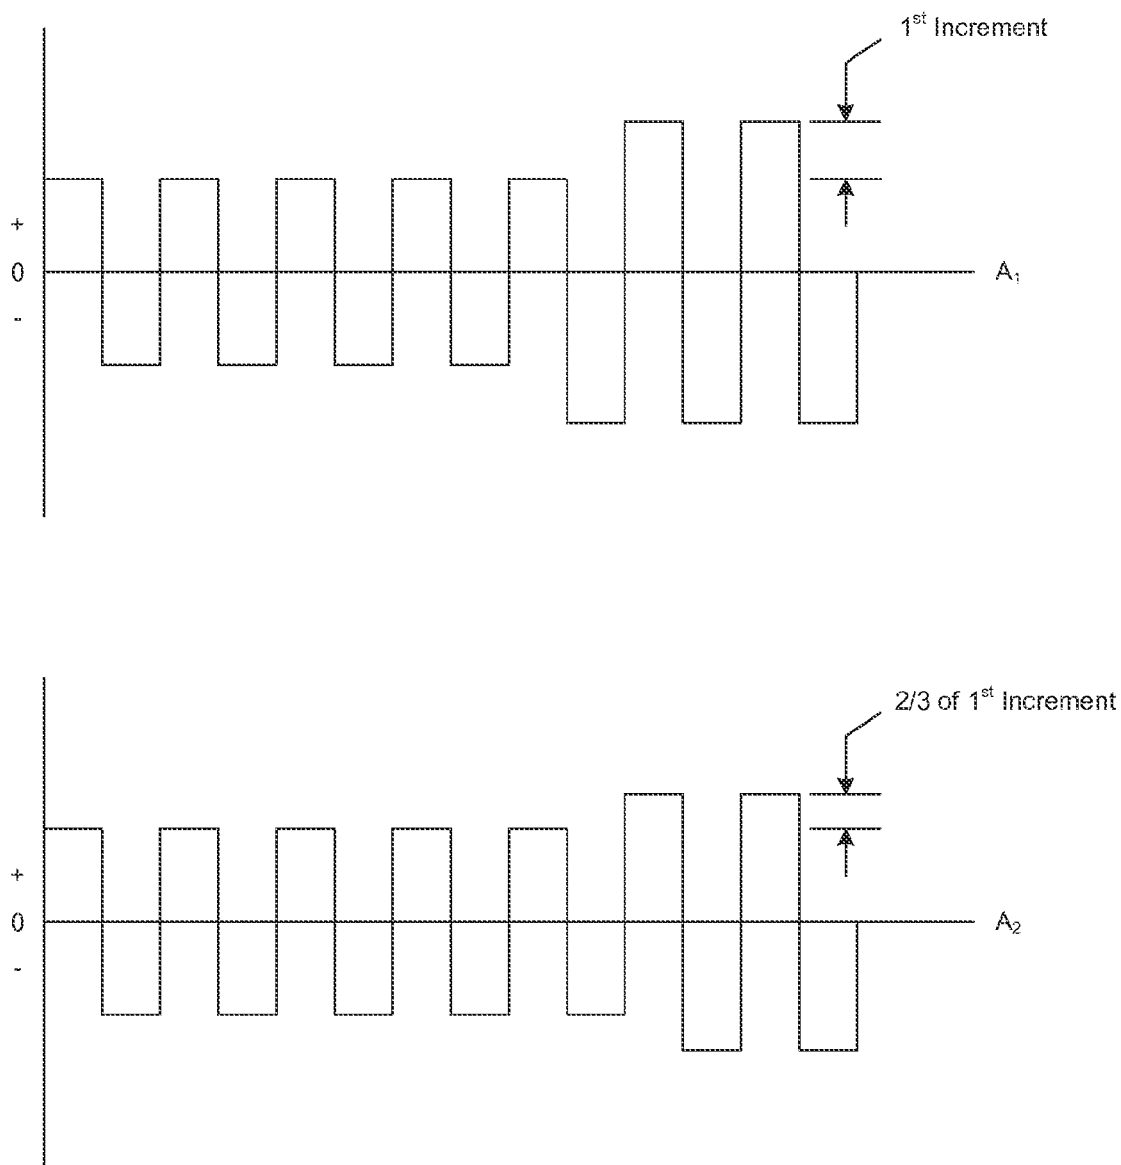 1st Increment
+
0
-
A1
2/3 of 1st Increment
+
0
-
A2